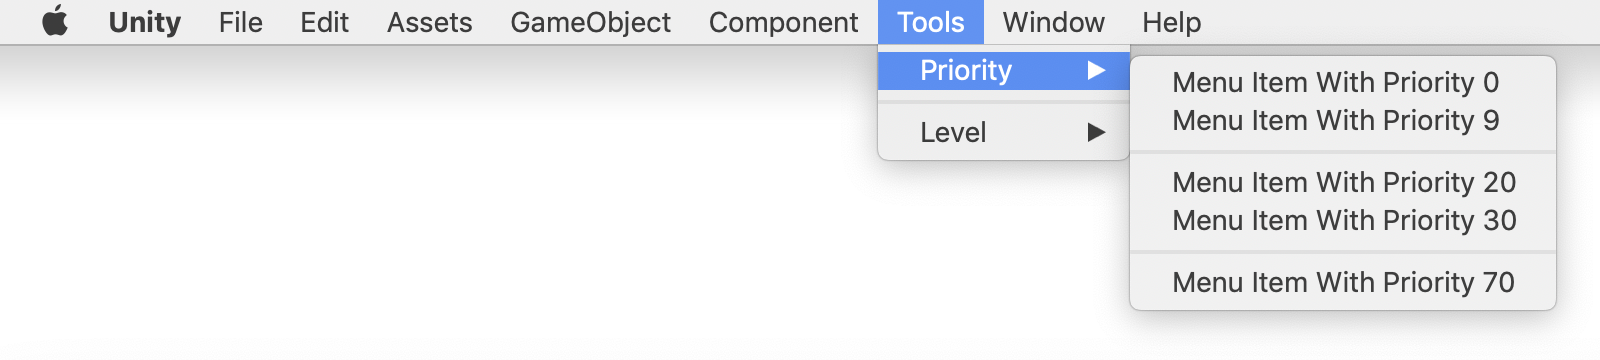 Unity File Edit Assets GameObject Component Tools Window Help
Priority
Level
Menu Item With Priority 0
Menu Item With Priority 9
Menu Item With Priority 20
Menu Item With Priority 30
Menu Item With Priority 70